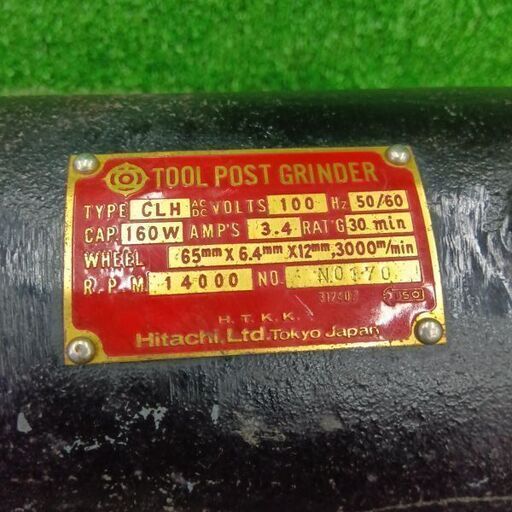 TOOL POST GRINDER
TYPE CLH AC DC VOLTS 100 Hz 50/60
CAP. 160W AMP'S 3.4 RAT'G 30 min
WHEEL 65mm X 6.4mm X12mm, 3000m/min
R.P.M. 14000 NO. NO370
H.T.K.K.
Hitachi, Ltd. Tokyo Japan